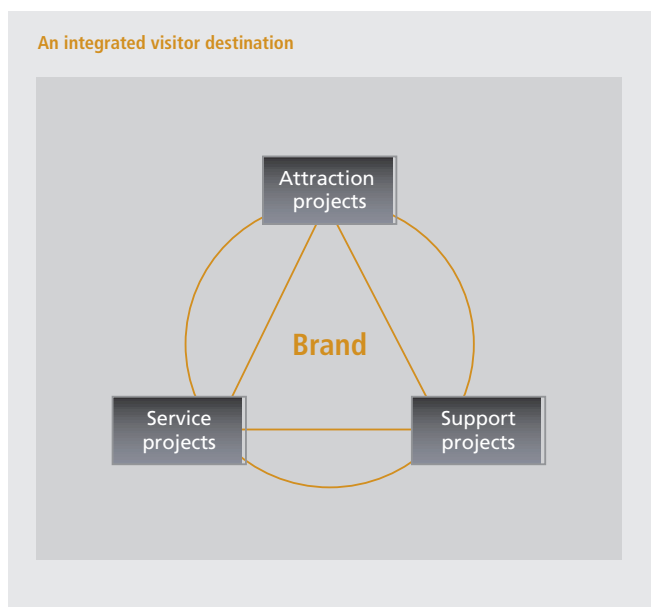 An integrated visitor destination
Attraction
projects
Brand
Service
projects
Support
projects